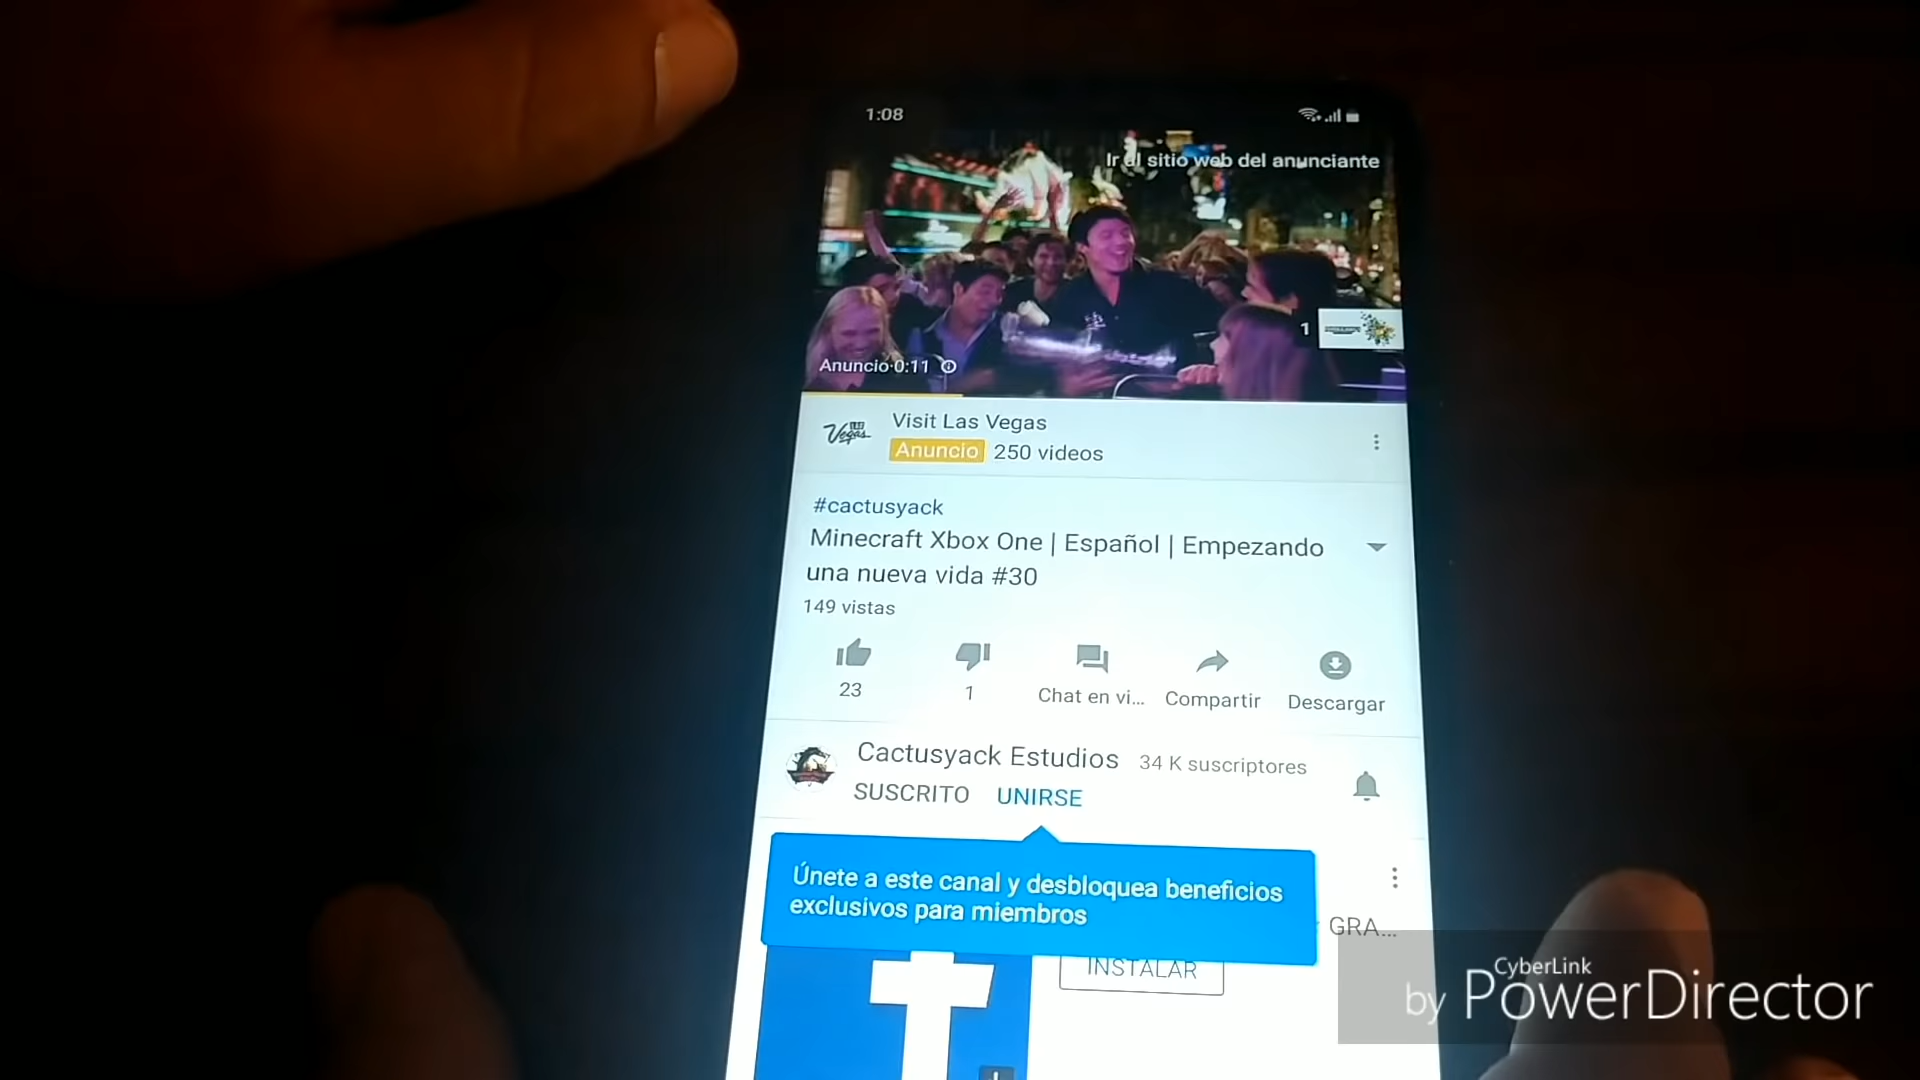 1:08
Ir al sitio web del anunciante
1
Anuncio·0:11
Vegas
Visit Las Vegas
Anuncio 250 videos
#cactusyack
Minecraft Xbox One | Español | Empezando
una nueva vida #30
149 vistas
23
1
Chat en vi...
Compartir
Descargar
Cactusyack Estudios 34 K suscriptores
SUSCRITO UNIRSE
Únete a este canal y desbloquea beneficios
exclusivos para miembros
GRA...
INSTALAR
CyberLink
by PowerDirector